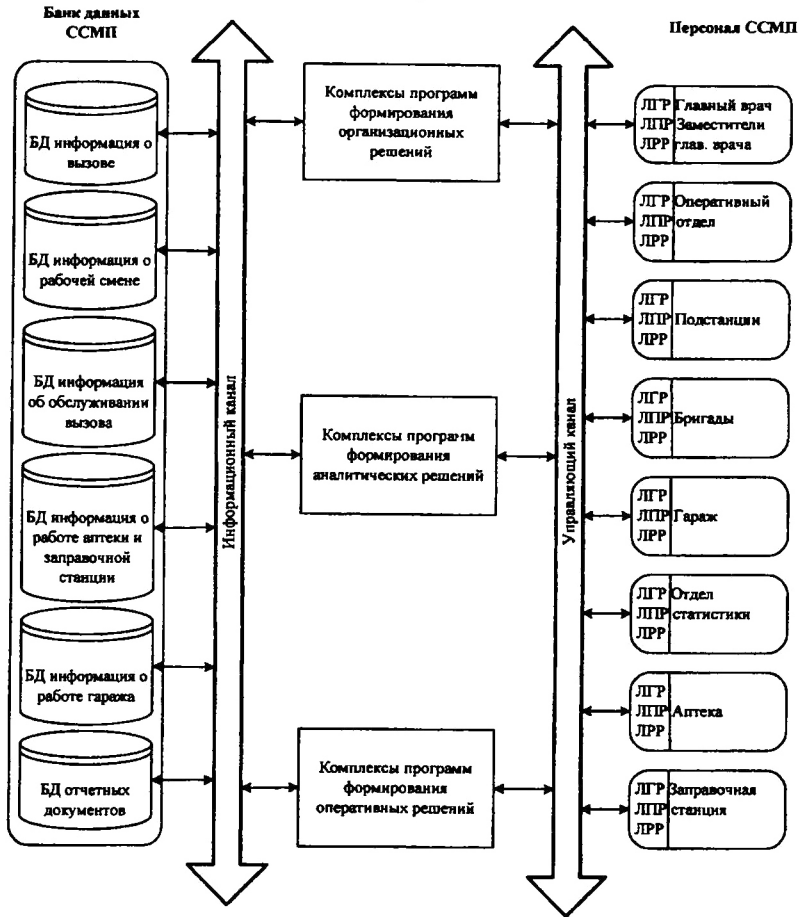 Банк данных
ССМП
Персонал ССМП
БД информация о
вызове
БД информация о
рабочей смене
БД информация
об обслуживании
вызова
БД информация о
работе аптеки и
заправочной
станции
БД информация о
работе гаража
БД отчетных
документов
Информационный канал
Комплексы программ
формирования
организационных
решений
Комплексы программ
формирования
аналитических решений
Комплексы программ
формирования
оперативных решений
Управляющий канал
ЛГР Главный врач
ЛПР Заместители
ЛРР глав. врача
ЛГР Оперативный
ЛПР отдел
ЛРР
ЛГР
ЛПР Подстанции
ЛРР
ЛГР
ЛПР Бригады
ЛРР
ЛГР
ЛПР Гараж
ЛРР
ЛГР Отдел
ЛПР статистики
ЛРР
ЛГР
ЛПР Аптека
ЛРР
ЛГР Заправочная
ЛПР станция
ЛРР